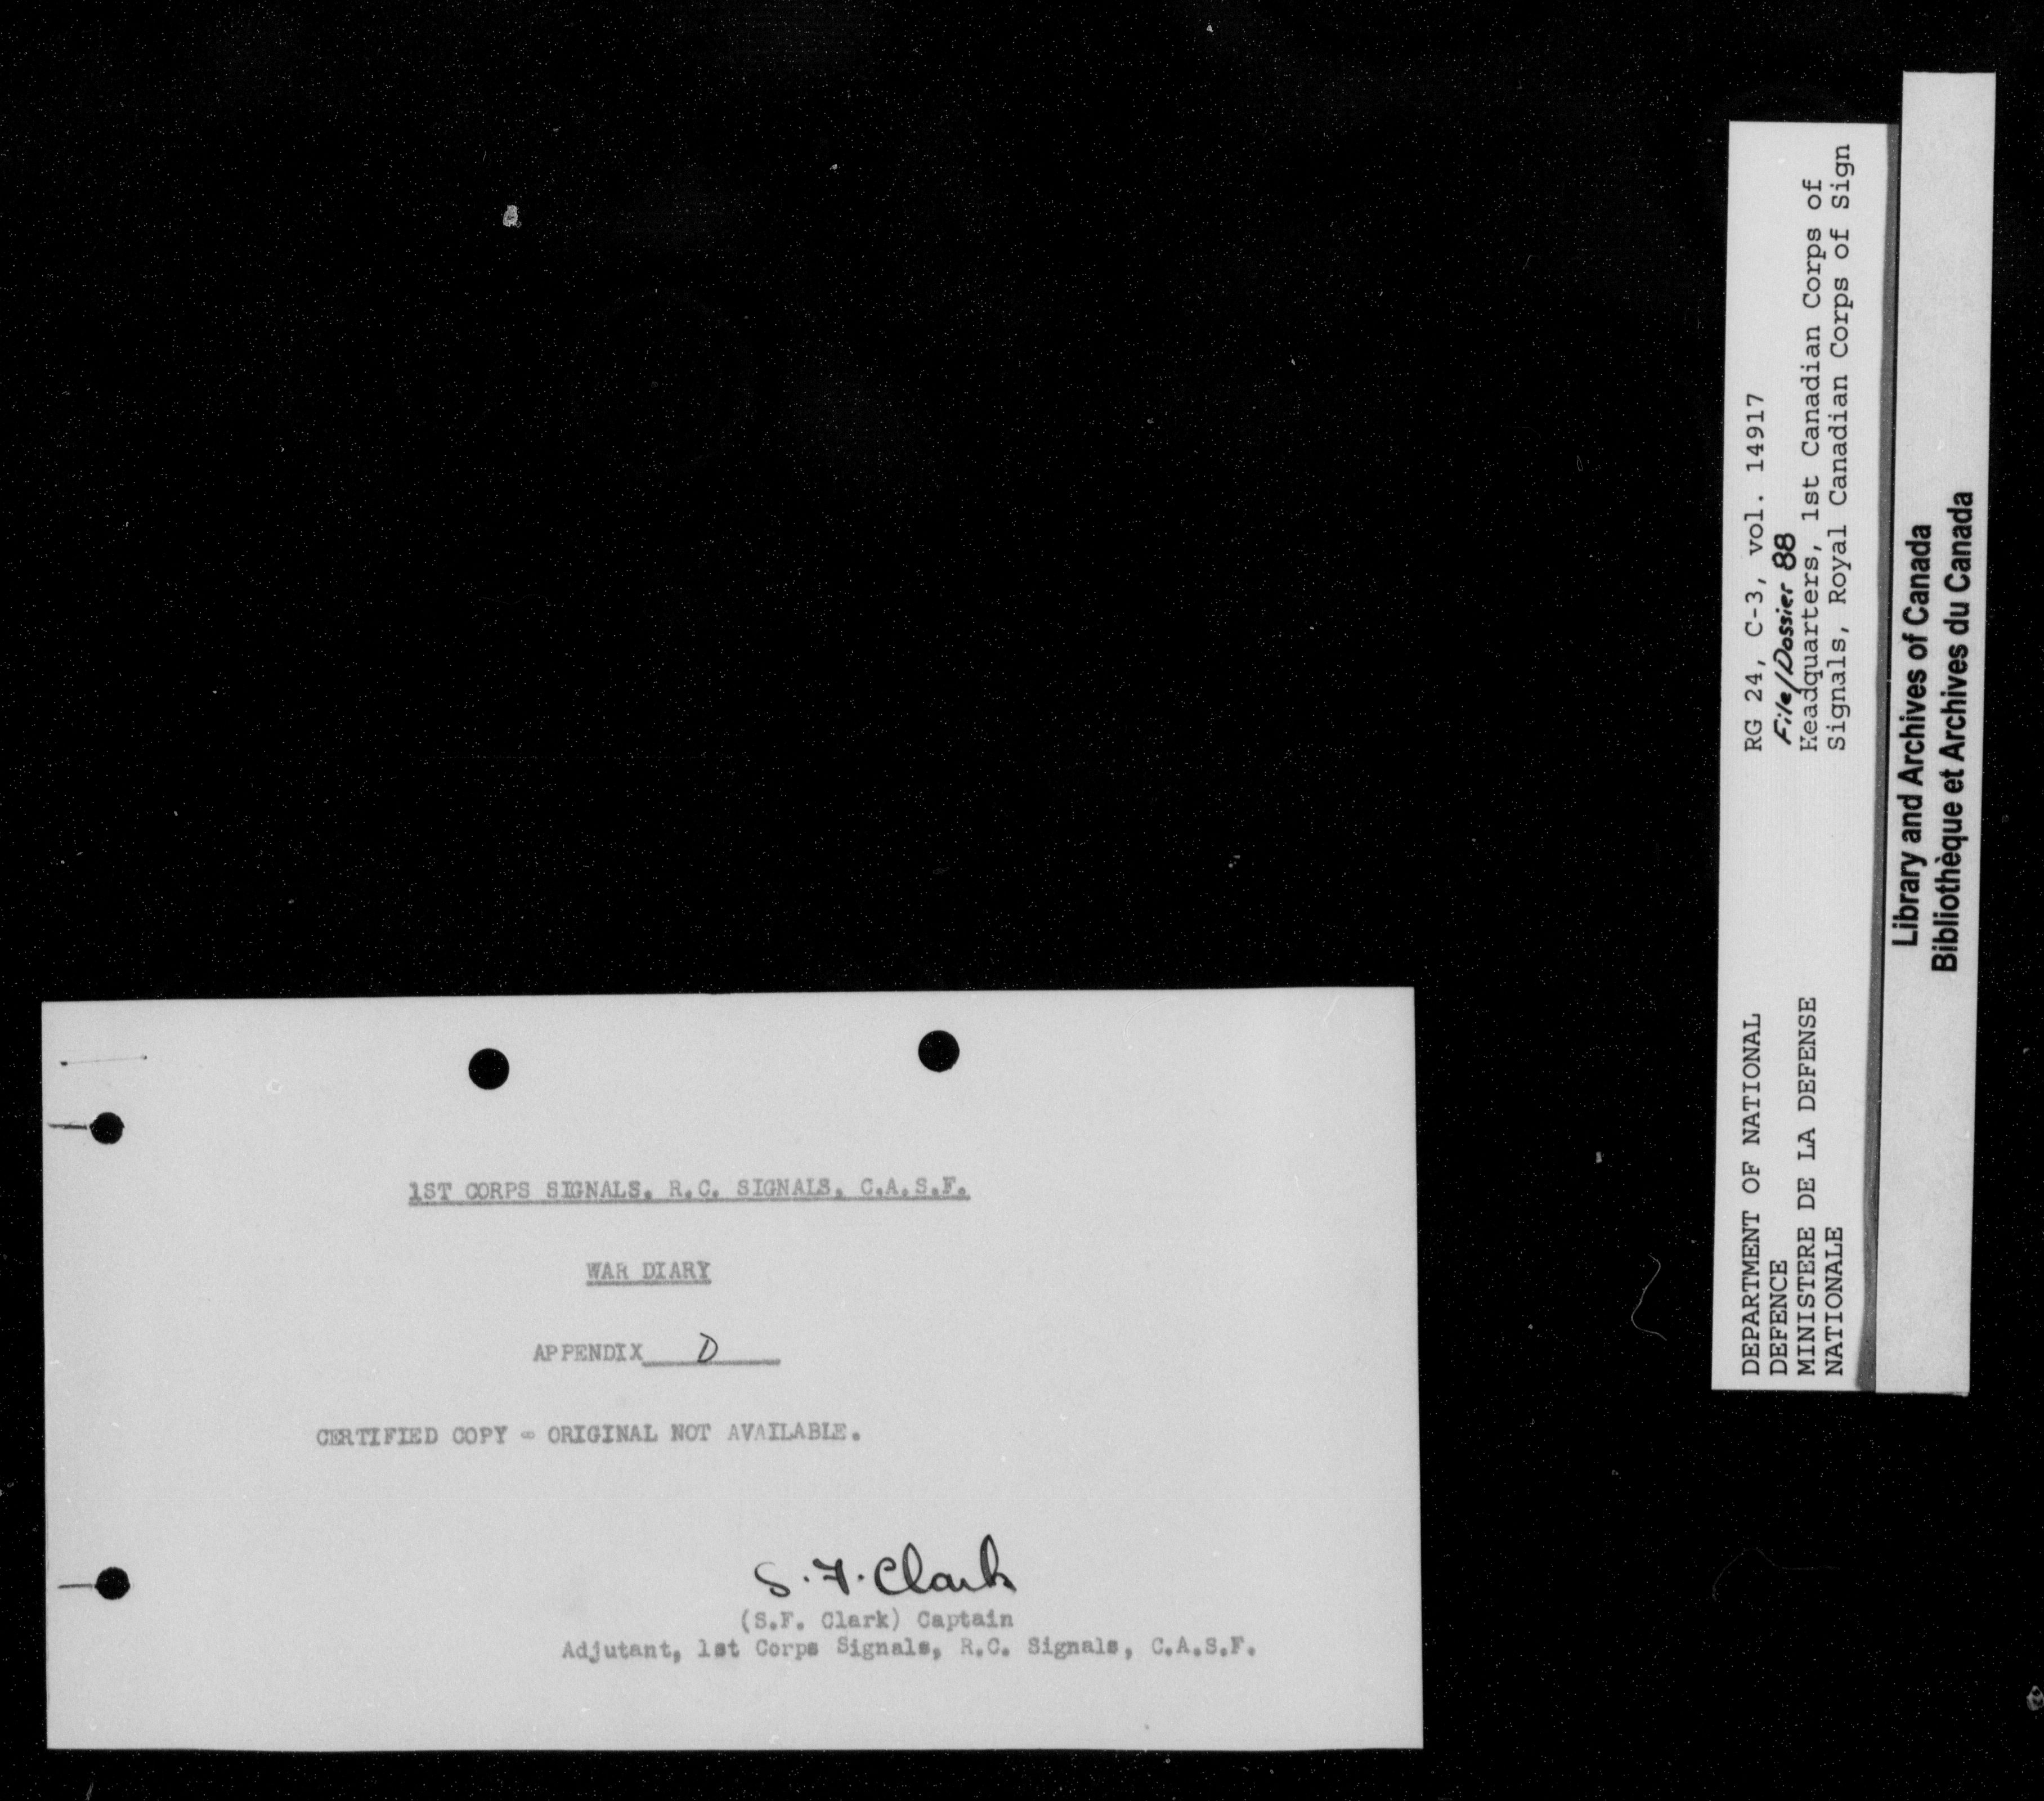 1ST CORPS SIGNALS, R.C. SIGNALS, C.A.S.F.
WAR DIARY
APPENDIX D
CERTIFIED COPY - ORIGINAL NOT AVAILABLE.
S.F. Clark
(S.F. Clark) Captain
Adjutant, 1st Corps Signals, R.C. Signals, C.A.S.F.
DEPARTMENT OF NATIONAL
DEFENCE
MINISTERE DE LA DEFENSE
NATIONALE
RG 24, C-3, vol. 14917
File/Dossier 88
Headquarters, 1st Canadian Corps of
Signals, Royal Canadian Corps of Sign
Library and Archives of Canada
Bibliothèque et Archives du Canada